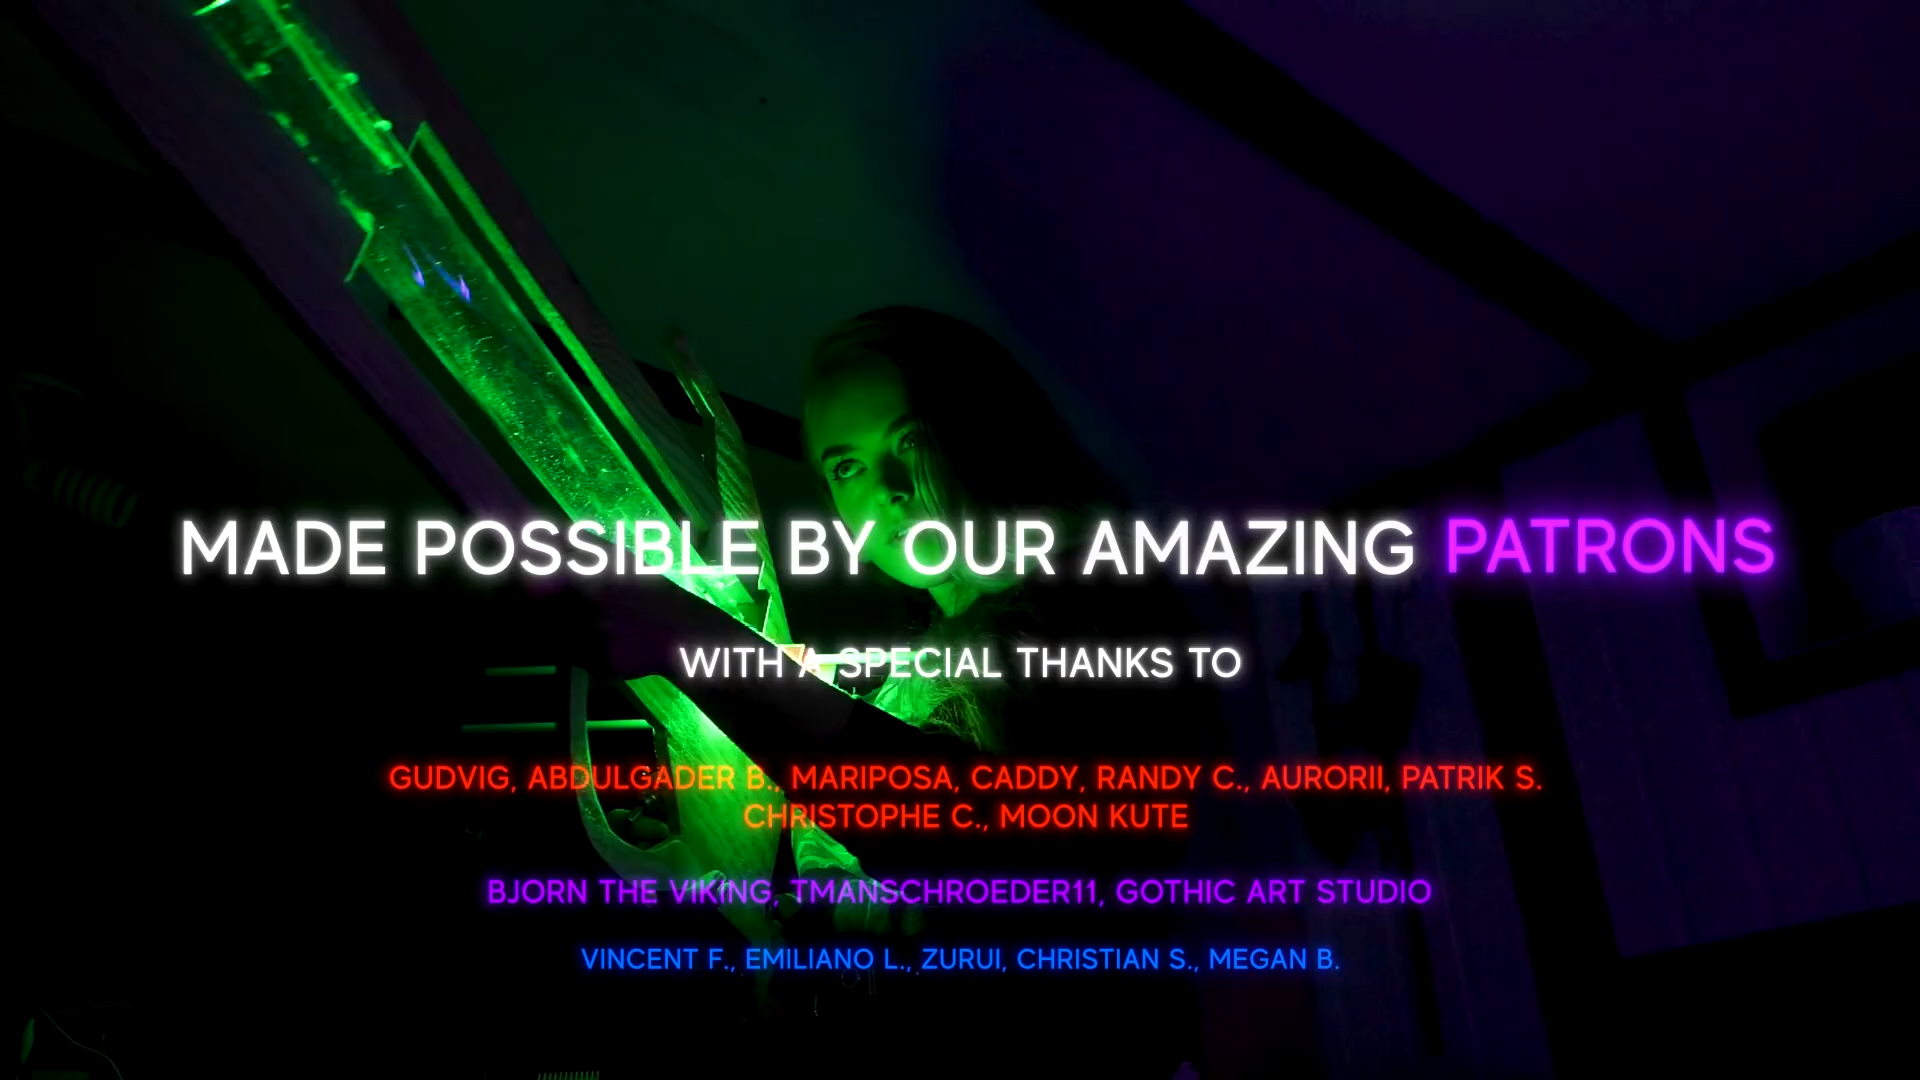 MADE POSSIBLE BY OUR AMAZING PATRONS
WITH A SPECIAL THANKS TO
GUDVIG, ABDULGADER B., MARIPOSA, CADDY, RANDY C., AURORII, PATRIK S.
CHRISTOPHE C., MOON KUTE
BJORN THE VIKING, TMANSCHROEDER11, GOTHIC ART STUDIO
VINCENT F., EMILIANO L., ZURUI, CHRISTIAN S., MEGAN B.